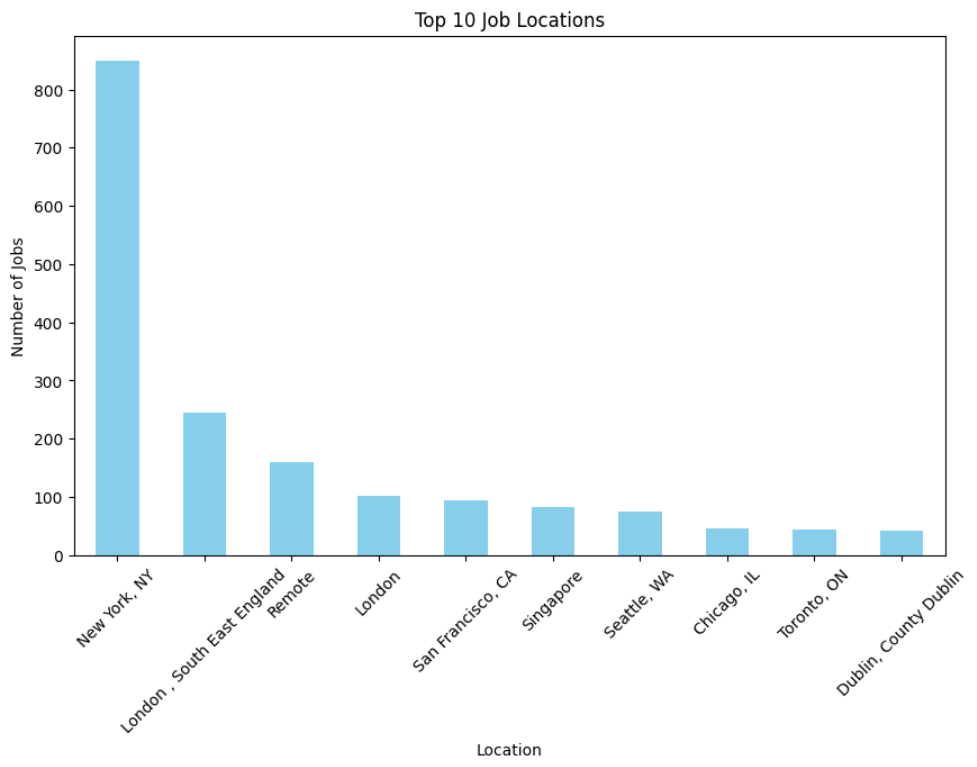 Top 10 Job Locations
Number of Jobs
800
700
600
500
400
300
200
100
0
New York, NY
London , South East England
Remote
London
San Francisco, CA
Singapore
Seattle, WA
Chicago, IL
Toronto, ON
Dublin, County Dublin
Location